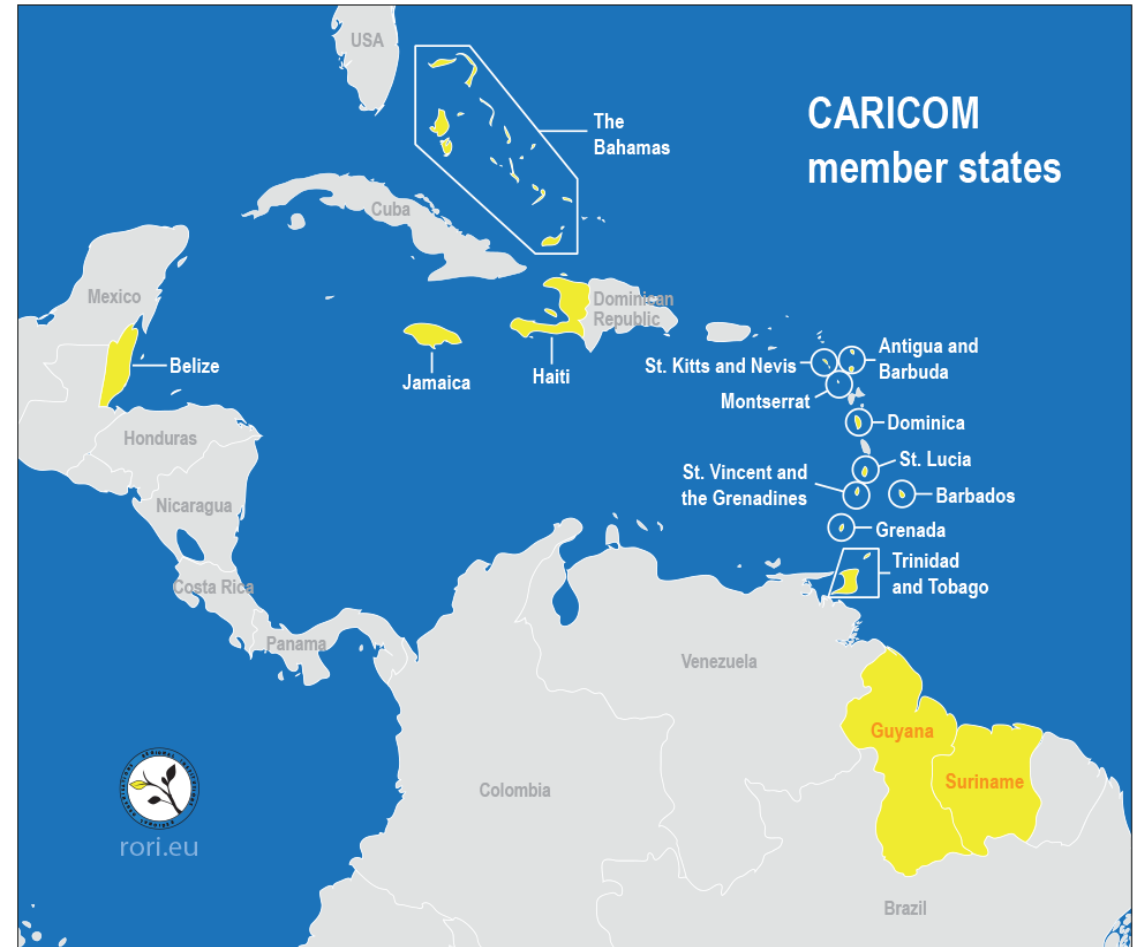 USA
CARICOM
member states
The
Bahamas
Cuba
Mexico
Dominican
Republic
Belize
Jamaica
Haiti
St. Kitts and Nevis
Antigua and
Barbuda
Montserrat
Dominica
Honduras
St. Lucia
St. Vincent and
the Grenadines
Barbados
Nicaragua
Grenada
Trinidad
and Tobago
Costa Rica
Panama
Venezuela
Guyana
Suriname
Colombia
rori.eu
Brazil